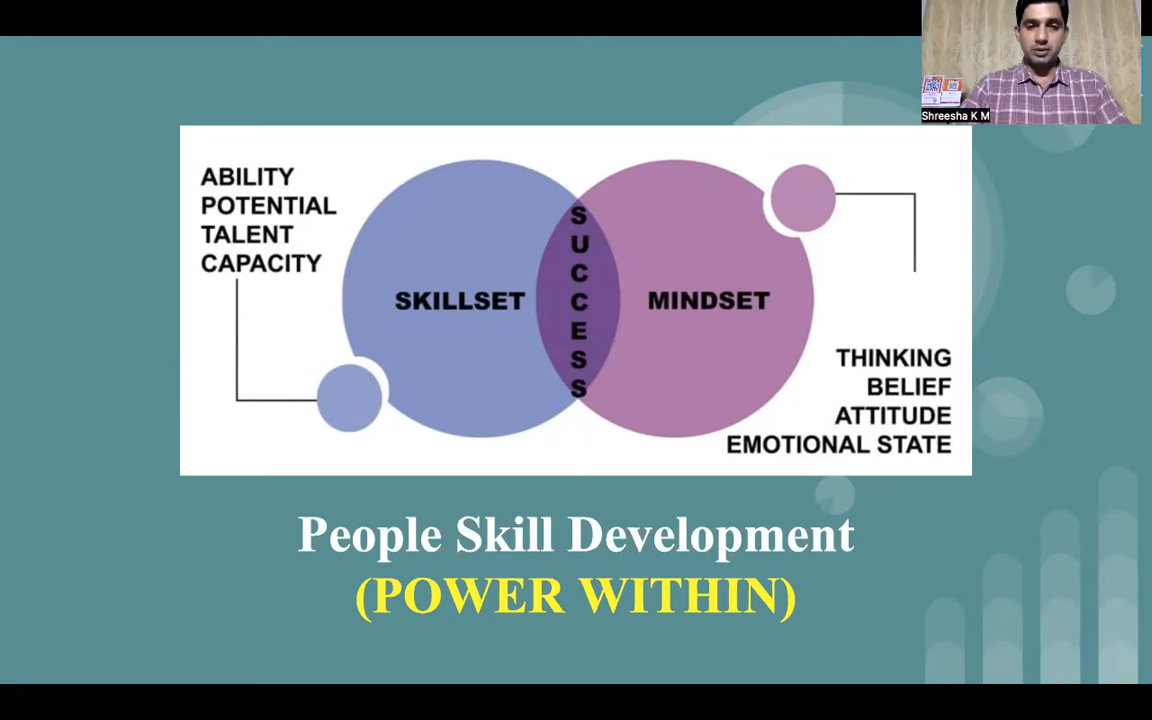 Shreesha K M
ABILITY
POTENTIAL
TALENT
CAPACITY
SKILLSET
SUCCESS
MINDSET
THINKING
BELIEF
ATTITUDE
EMOTIONAL STATE
People Skill Development
(POWER WITHIN)